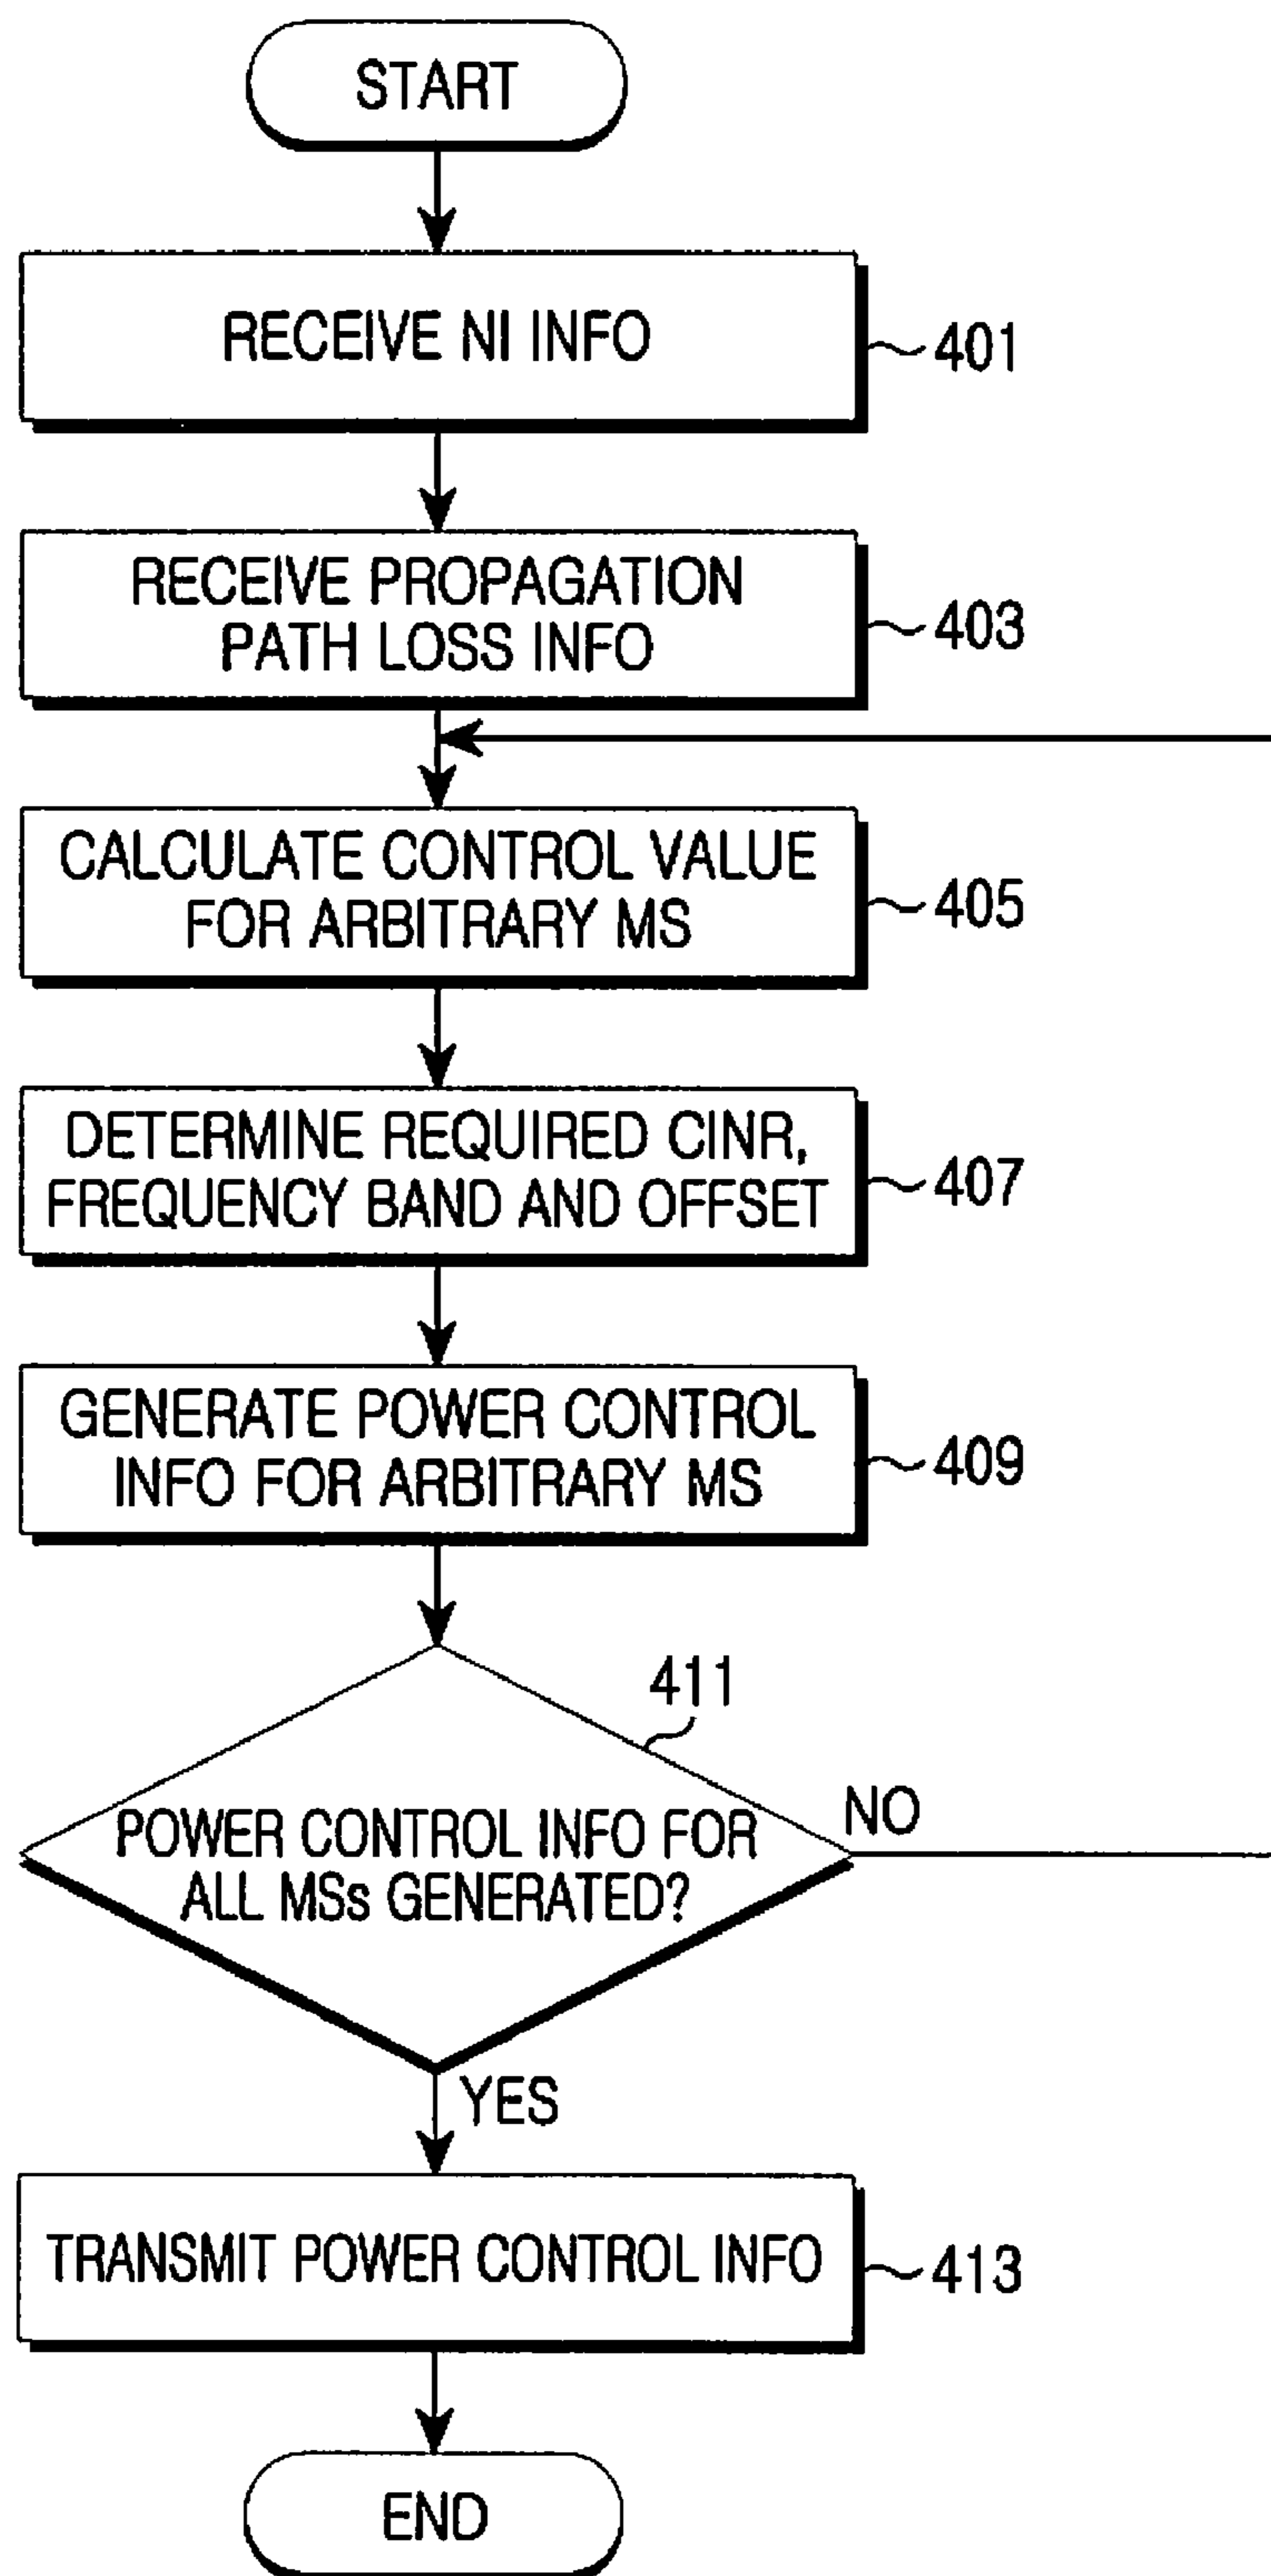 START
RECEIVE NI INFO
401
RECEIVE PROPAGATION
PATH LOSS INFO
403
CALCULATE CONTROL VALUE
FOR ARBITRARY MS
405
DETERMINE REQUIRED CINR,
FREQUENCY BAND AND OFFSET
407
GENERATE POWER CONTROL
INFO FOR ARBITRARY MS
409
411
POWER CONTROL INFO FOR
ALL MSs GENERATED?
NO
YES
TRANSMIT POWER CONTROL INFO
413
END